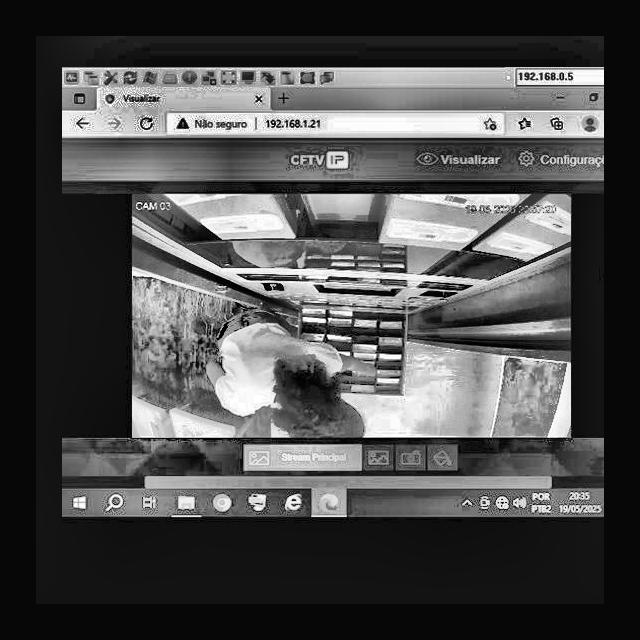 192.168.0.5
Visualizar
Não seguro | 192.168.1.21
CFTV IP
Visualizar
Configuraç
CAM 03
Stream Principal
POR
PTB2
20:35
19/05/2025